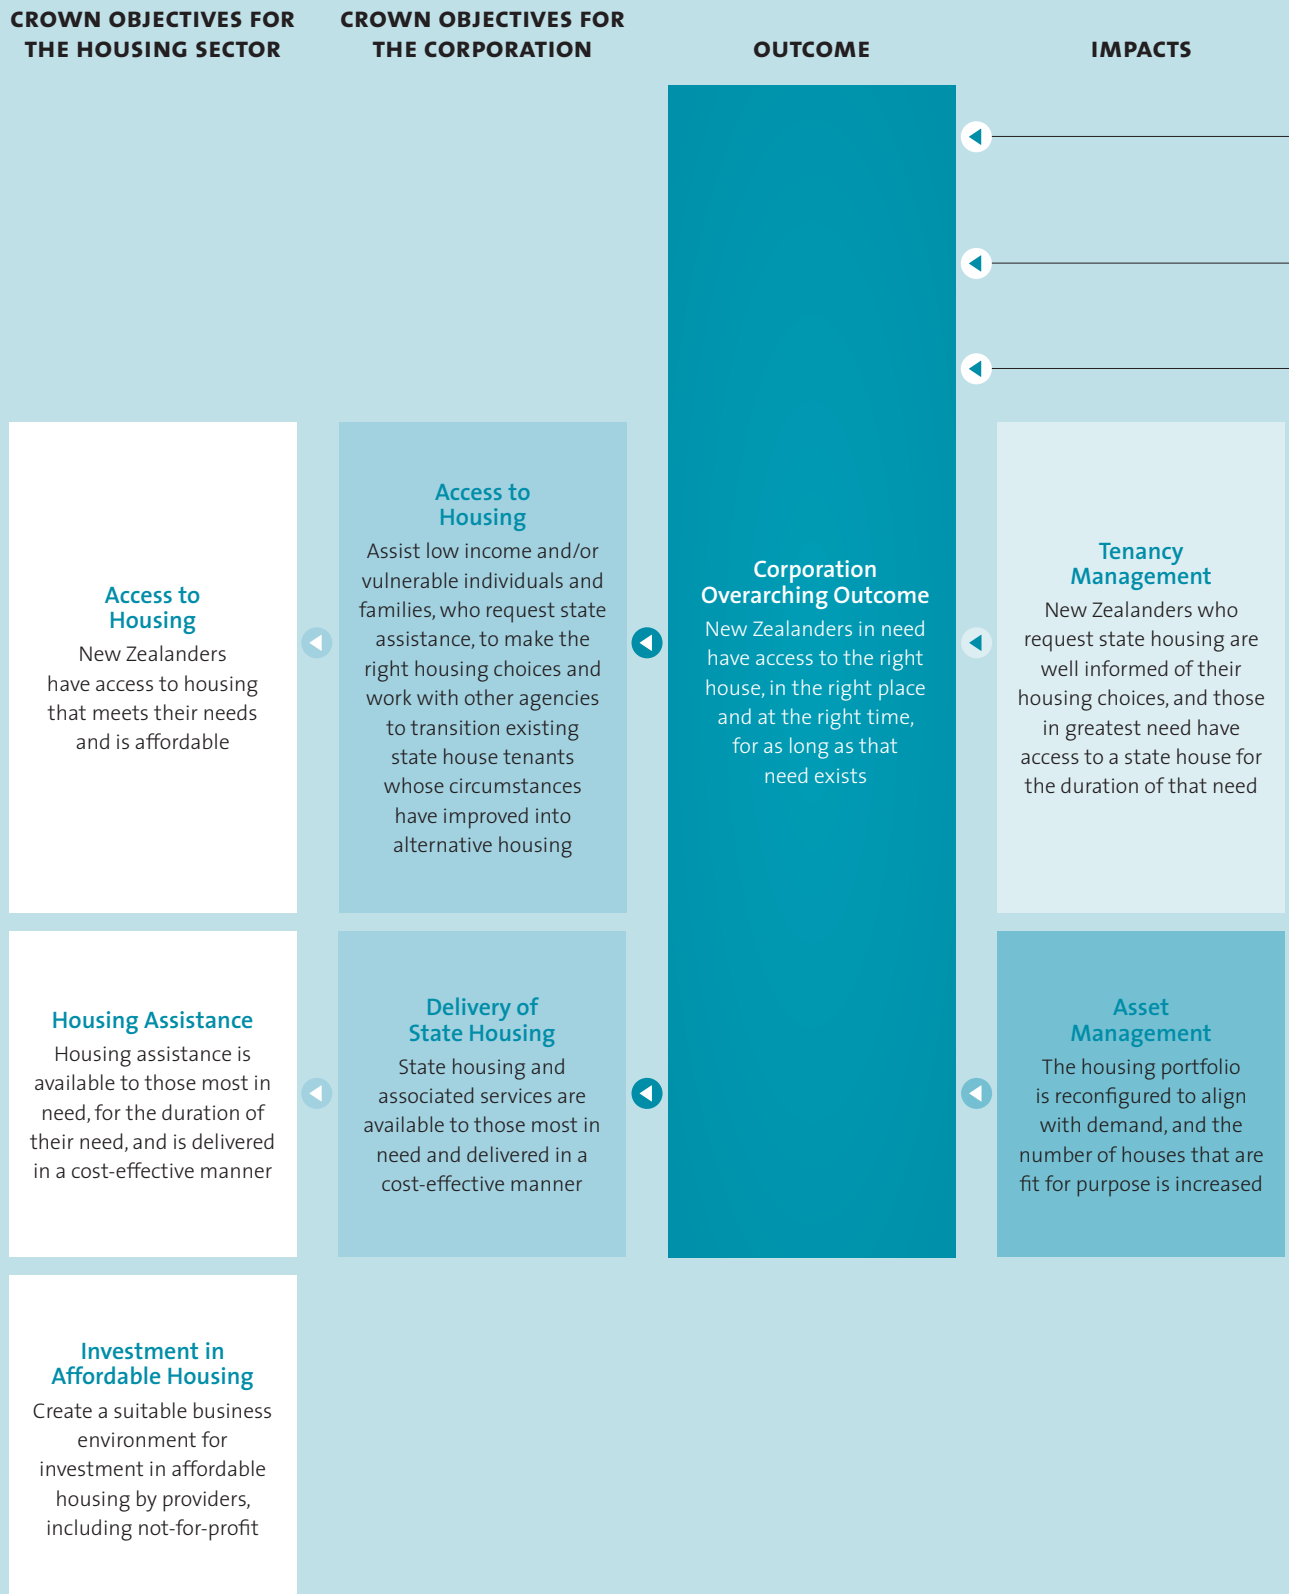 CROWN OBJECTIVES FOR
THE HOUSING SECTOR
CROWN OBJECTIVES FOR
THE CORPORATION
OUTCOME
IMPACTS
Access to
Housing
New Zealanders
have access to housing
that meets their needs
and is affordable
Access to
Housing
Assist low income and/or
vulnerable individuals and
families, who request state
assistance, to make the
right housing choices and
work with other agencies
to transition existing
state house tenants
whose circumstances
have improved into
alternative housing
Corporation
Overarching Outcome
New Zealanders in need
have access to the right
house, in the right place
and at the right time,
for as long as that
need exists
Tenancy
Management
New Zealanders who
request state housing are
well informed of their
housing choices, and those
in greatest need have
access to a state house for
the duration of that need
Housing Assistance
Housing assistance is
available to those most in
need, for the duration of
their need, and is delivered
in a cost-effective manner
Delivery of
State Housing
State housing and
associated services are
available to those most in
need and delivered in a
cost-effective manner
Asset
Management
The housing portfolio
is reconfigured to align
with demand, and the
number of houses that are
fit for purpose is increased
Investment in
Affordable Housing
Create a suitable business
environment for
investment in affordable
housing by providers,
including not-for-profit